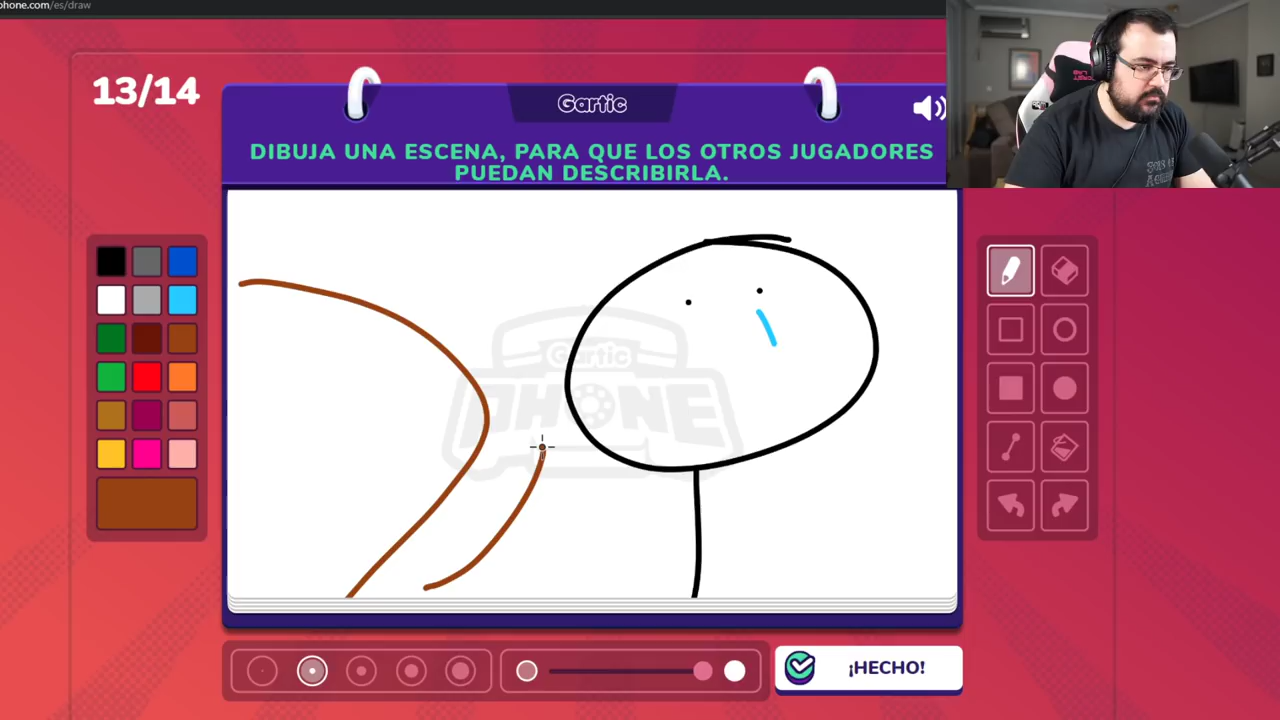 phone.com/es/draw
13/14
Gartic
DIBUJA UNA ESCENA, PARA QUE LOS OTROS JUGADORES
PUEDAN DESCRIBIRLA.
Gartic
PHONE
¡HECHO!